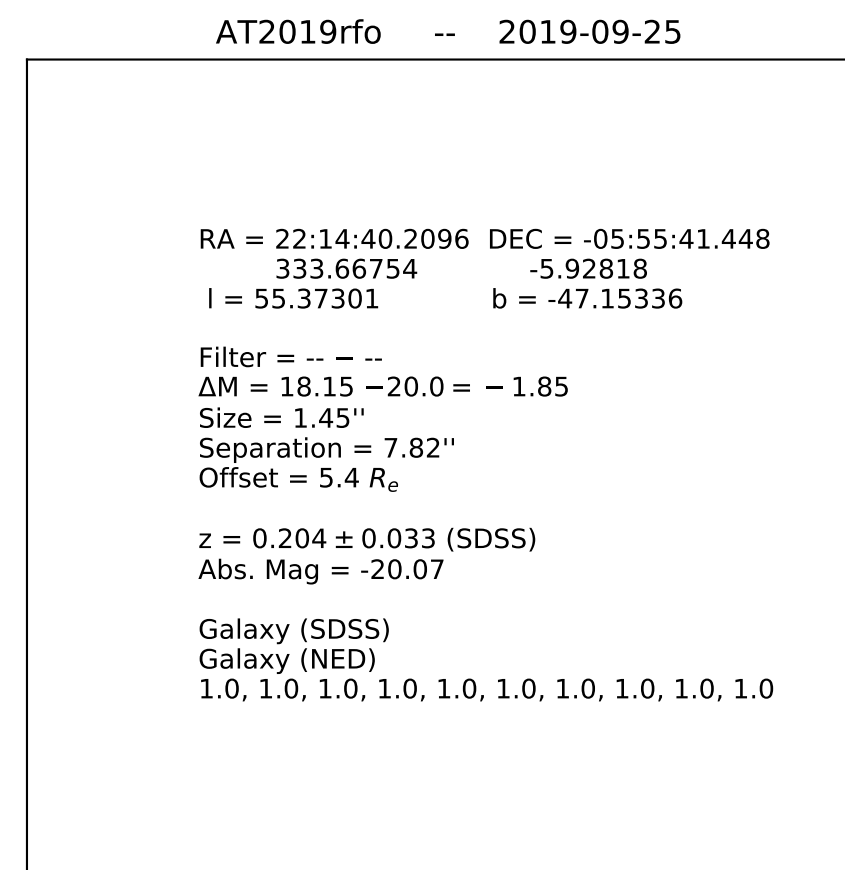 AT2019rfo -- 2019-09-25
RA = 22:14:40.2096 DEC = -05:55:41.448
333.66754 -5.92818
l = 55.37301 b = -47.15336
Filter = -- − --
ΔM = 18.15 −20.0 = −1.85
Size = 1.45''
Separation = 7.82''
Offset = 5.4 Rₑ
z = 0.204 ± 0.033 (SDSS)
Abs. Mag = -20.07
Galaxy (SDSS)
Galaxy (NED)
1.0, 1.0, 1.0, 1.0, 1.0, 1.0, 1.0, 1.0, 1.0, 1.0